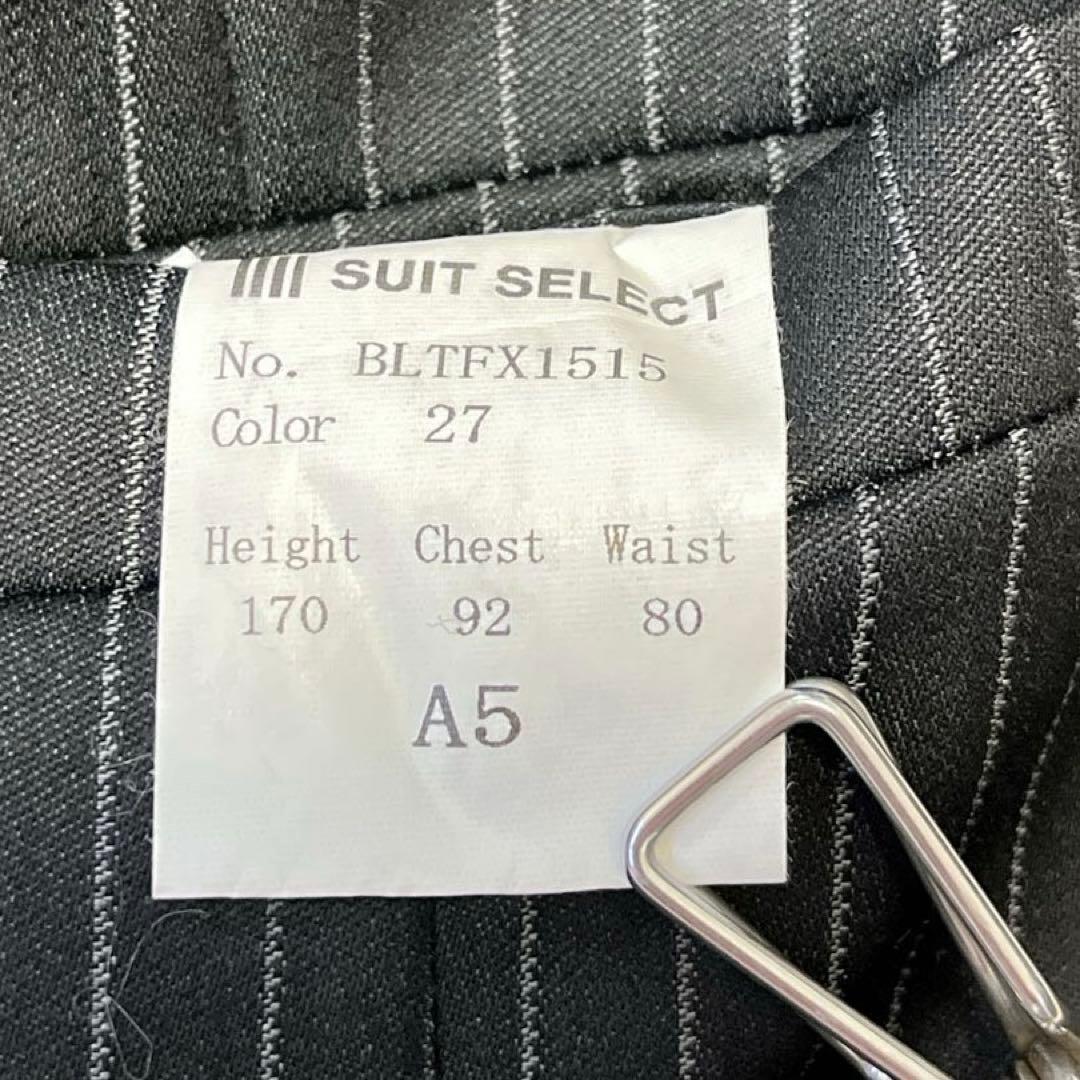 SUIT SELECT
No. BLTFX1515
Color 27
Height Chest Waist
170 92 80
A5